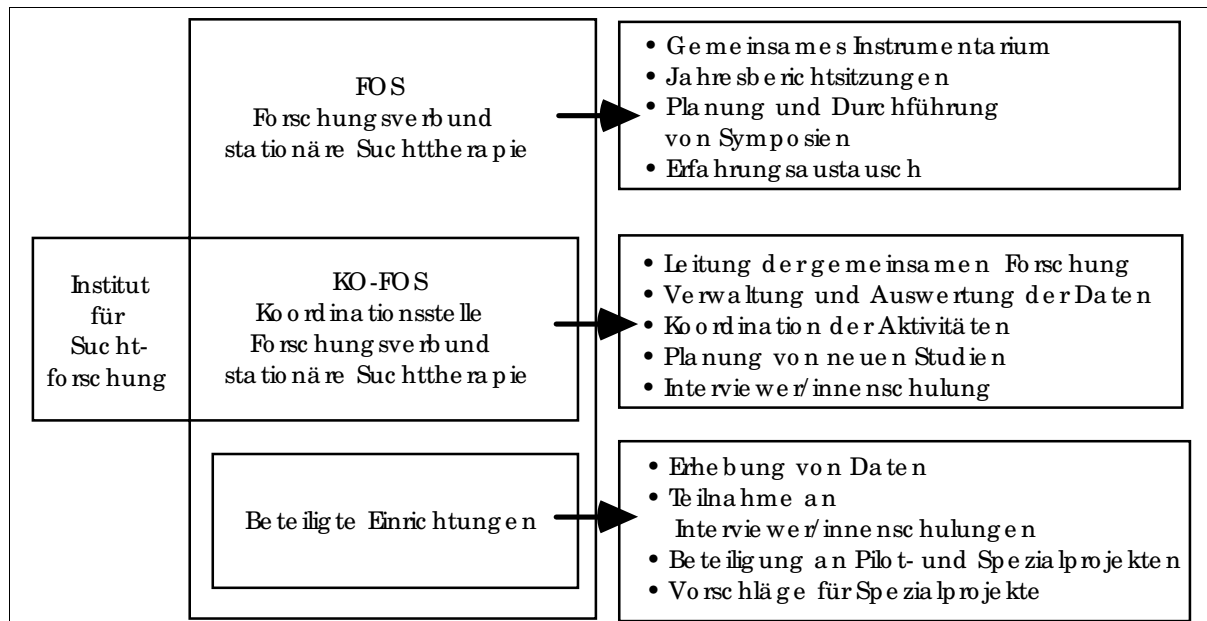 FOS
Forschungsverbund
stationäre Suchttherapie
• Gemeinsames Instrumentarium
• Jahresberichtsitzungen
• Planung und Durchführung
von Symposien
• Erfahrungsaustausch
Institut
für
Sucht-
forschung
KO-FOS
Koordinationsstelle
Forschungsverbund
stationäre Suchttherapie
• Leitung der gemeinsamen Forschung
• Verwaltung und Auswertung der Daten
• Koordination der Aktivitäten
• Planung von neuen Studien
• Interviewer/innenschulung
Beteiligte Einrichtungen
• Erhebung von Daten
• Teilnahme an
Interviewer/innenschulungen
• Beteiligung an Pilot- und Spezialprojekten
• Vorschläge für Spezialprojekte